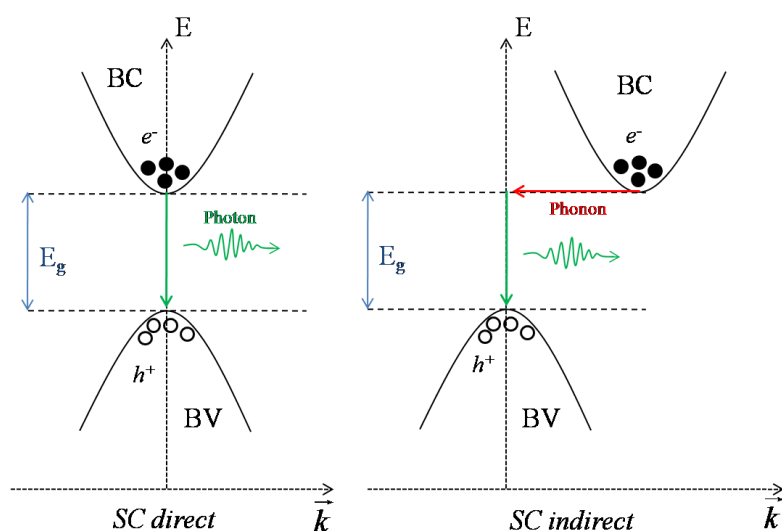 E
BC
e-
Photon
Eg
h+
BV
SC direct
k
E
BC
e-
Phonon
Eg
h+
BV
SC indirect
k